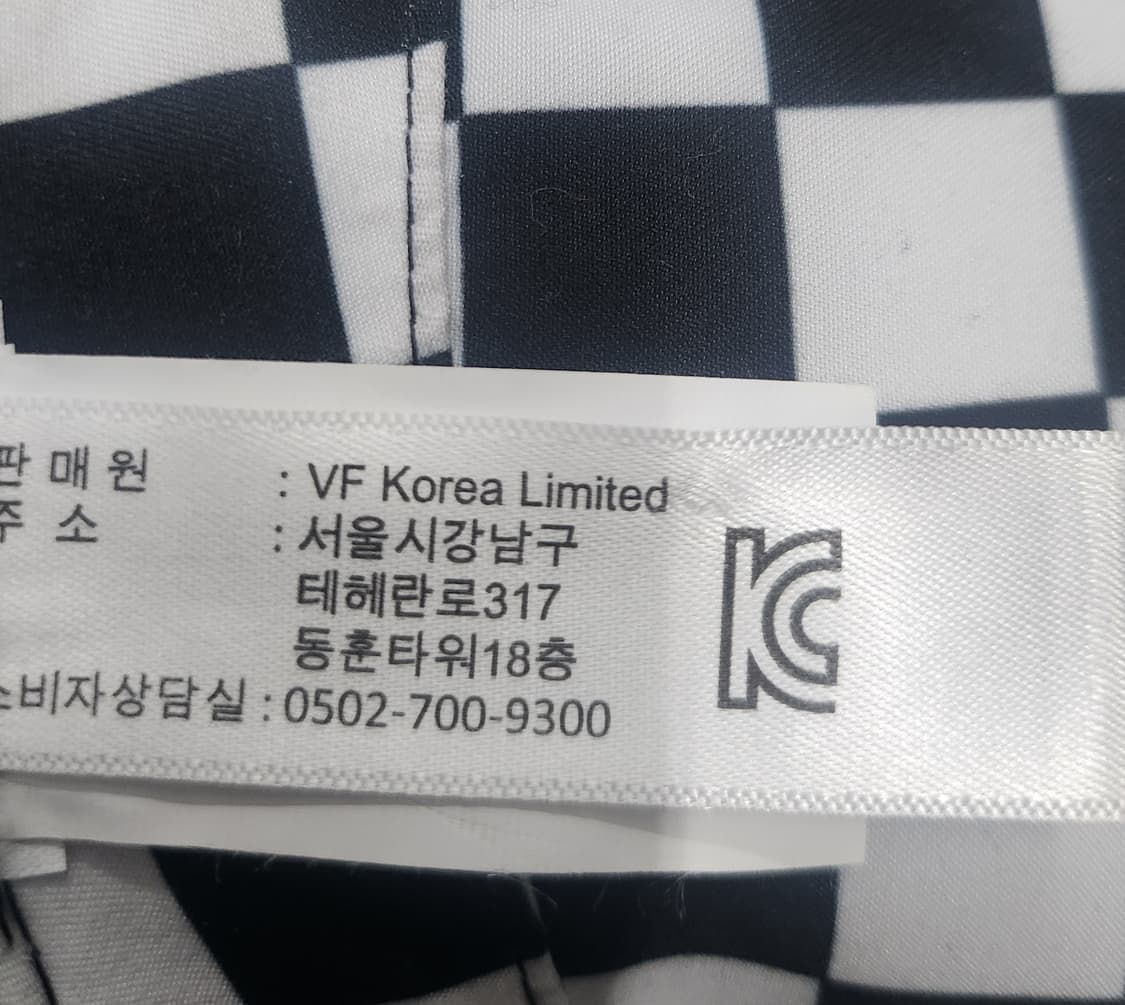 판 매 원 : VF Korea Limited
주 소 : 서울시강남구
테헤란로317
동훈타워18층
소비자상담실 : 0502-700-9300
KC